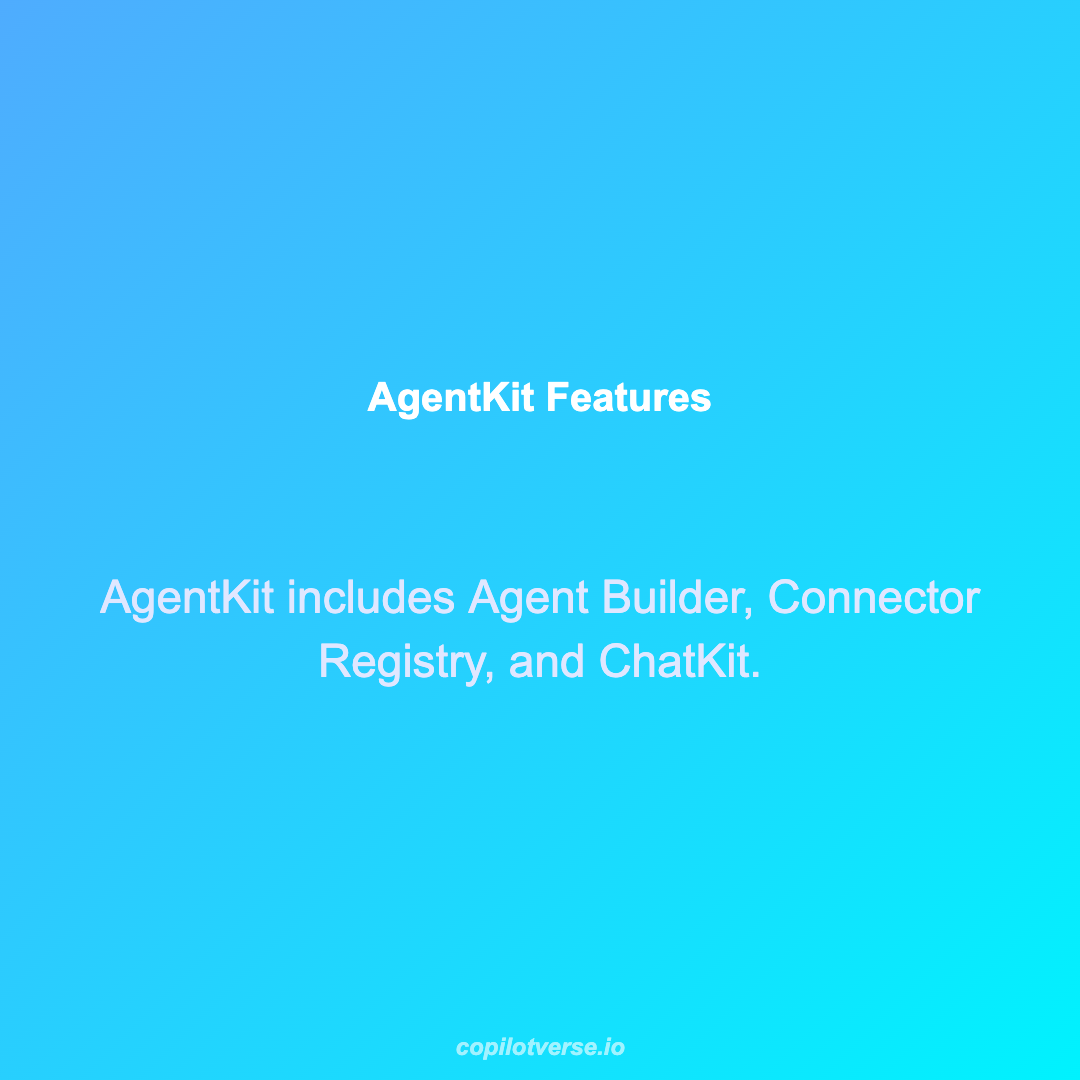 AgentKit Features
AgentKit includes Agent Builder, Connector
Registry, and ChatKit.
copilotverse.io